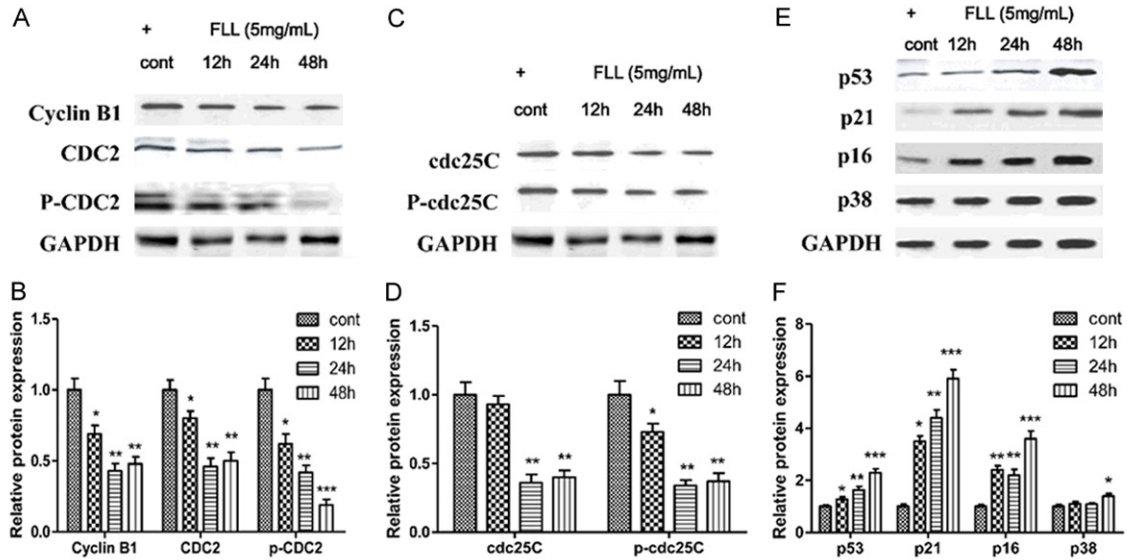 A
+ FLL (5mg/mL)
cont 12h 24h 48h
Cyclin B1
CDC2
P-CDC2
GAPDH
B
Relative protein expression
1.5
1.0
0.5
0.0
cont
12h
24h
48h
* ** **
* ** **
* ** ***
Cyclin B1 CDC2 p-CDC2
C
+ FLL (5mg/mL)
cont 12h 24h 48h
cdc25C
P-cdc25C
GAPDH
D
Relative protein expression
1.5
1.0
0.5
0.0
cont
12h
24h
48h
** **
* ** **
cdc25C p-cdc25C
E
+ FLL (5mg/mL)
cont 12h 24h 48h
p53
p21
p16
p38
GAPDH
F
Relative protein expression
8
6
4
2
0
cont
12h
24h
48h
* ** ***
* ** ***
** ** ***
*
p53 p21 p16 p38